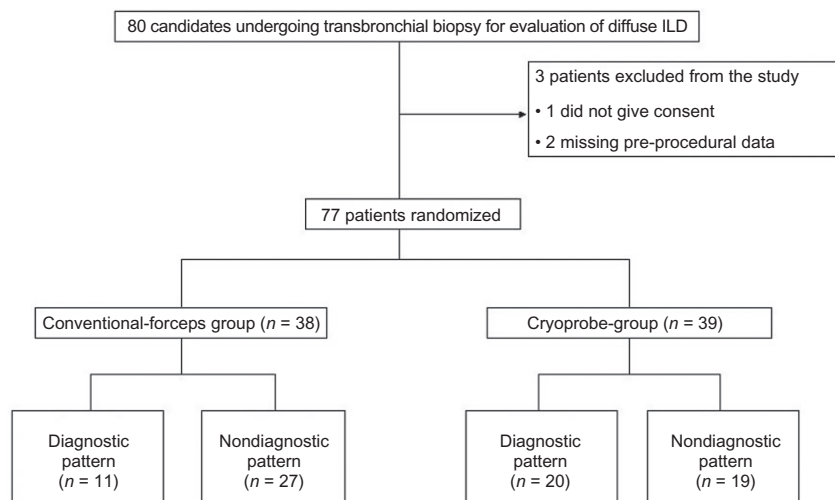 80 candidates undergoing transbronchial biopsy for evaluation of diffuse ILD
3 patients excluded from the study
• 1 did not give consent
• 2 missing pre-procedural data
77 patients randomized
Conventional-forceps group (n = 38)
Cryoprobe-group (n = 39)
Diagnostic
pattern
(n = 11)
Nondiagnostic
pattern
(n = 27)
Diagnostic
pattern
(n = 20)
Nondiagnostic
pattern
(n = 19)